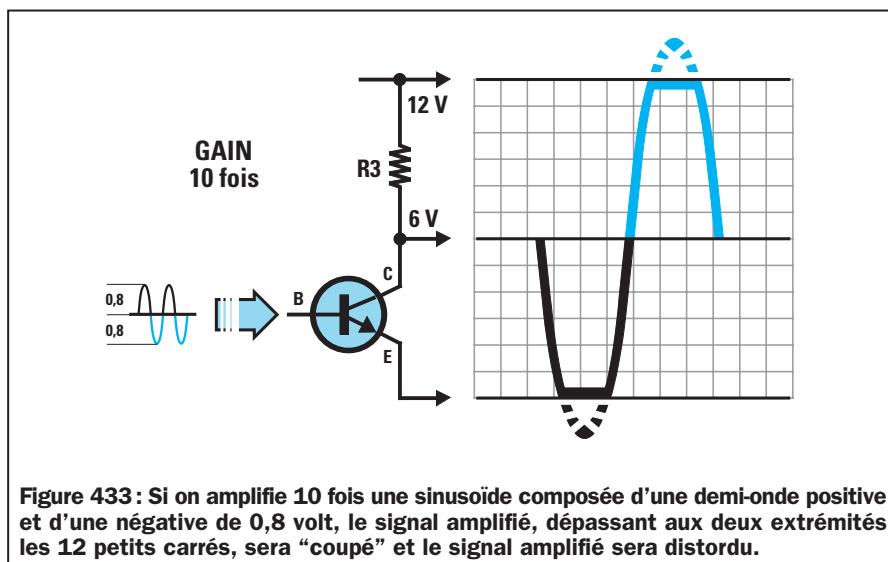 12 V
GAIN
10 fois
R3
6 V
C
0,8
B
0,8
E
Figure 433 : Si on amplifie 10 fois une sinusoïde composée d’une demi-onde positive
et d’une négative de 0,8 volt, le signal amplifié, dépassant aux deux extrémités
les 12 petits carrés, sera “coupé” et le signal amplifié sera distordu.